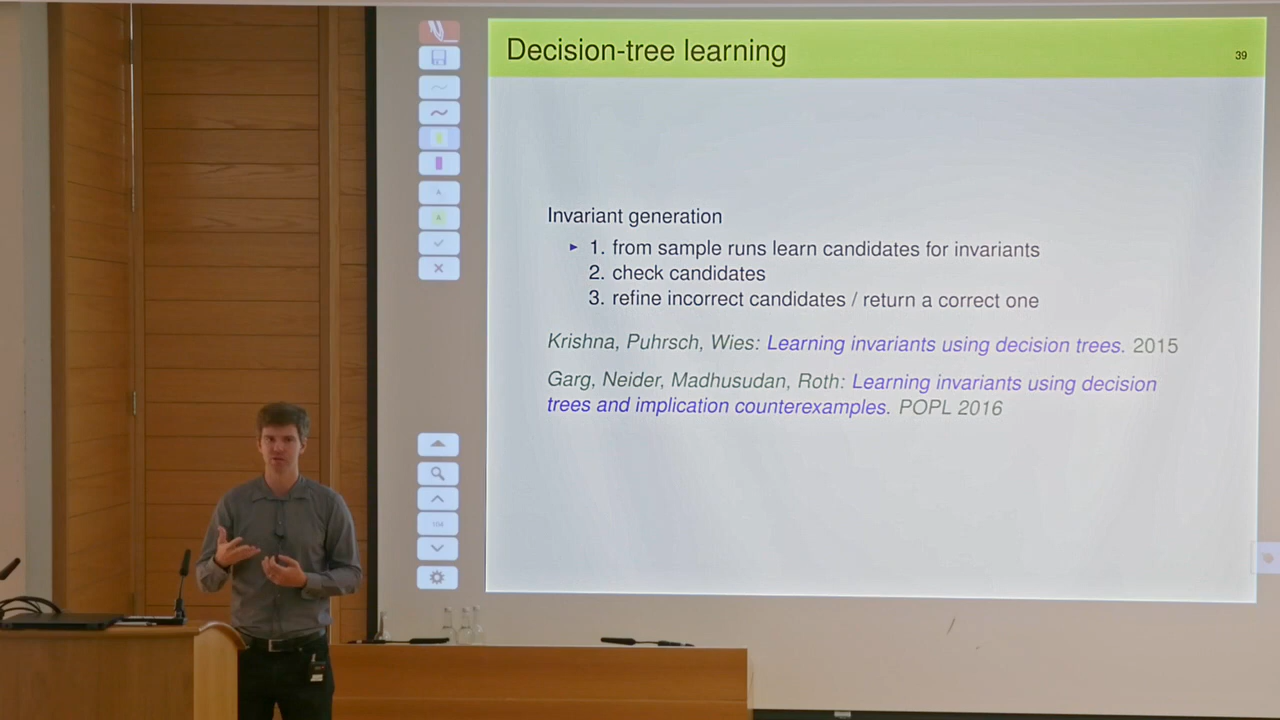 Decision-tree learning
39
Invariant generation
▸ 1. from sample runs learn candidates for invariants
2. check candidates
3. refine incorrect candidates / return a correct one
Krishna, Puhrsch, Wies: Learning invariants using decision trees. 2015
Garg, Neider, Madhusudan, Roth: Learning invariants using decision
trees and implication counterexamples. POPL 2016
A
A
104